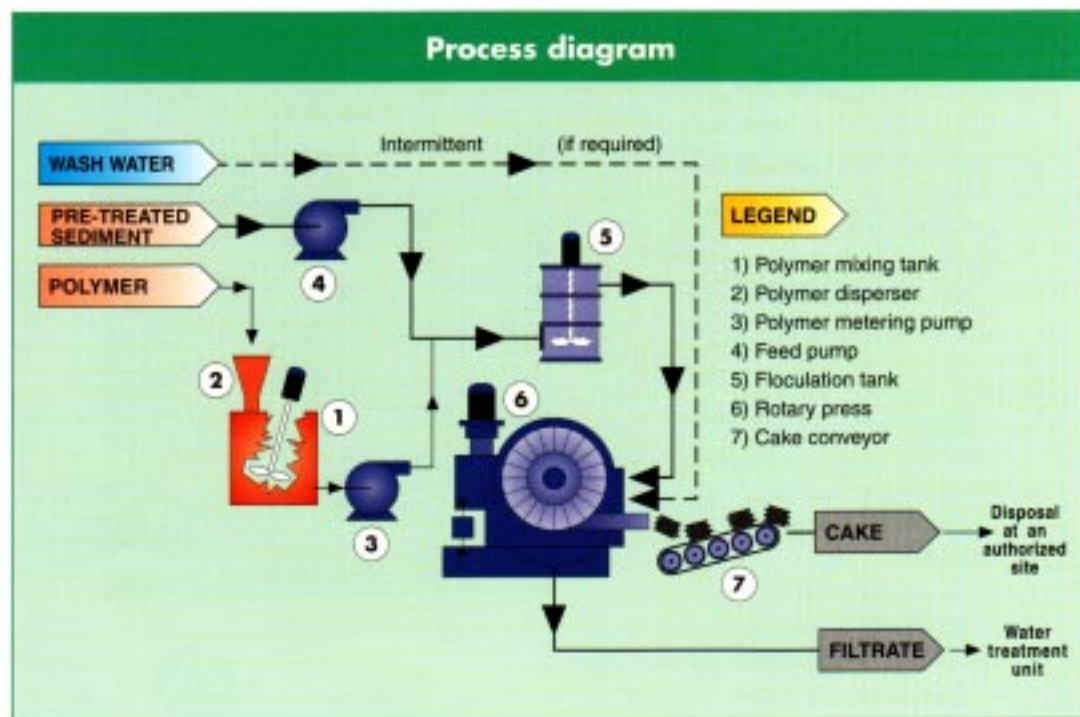 Process diagram
WASH WATER
Intermittent
(if required)
PRE-TREATED
SEDIMENT
POLYMER
4
5
2
1
3
6
7
LEGEND
1) Polymer mixing tank
2) Polymer disperser
3) Polymer metering pump
4) Feed pump
5) Floculation tank
6) Rotary press
7) Cake conveyor
CAKE
Disposal
at an
authorized
site
FILTRATE
Water
treatment
unit